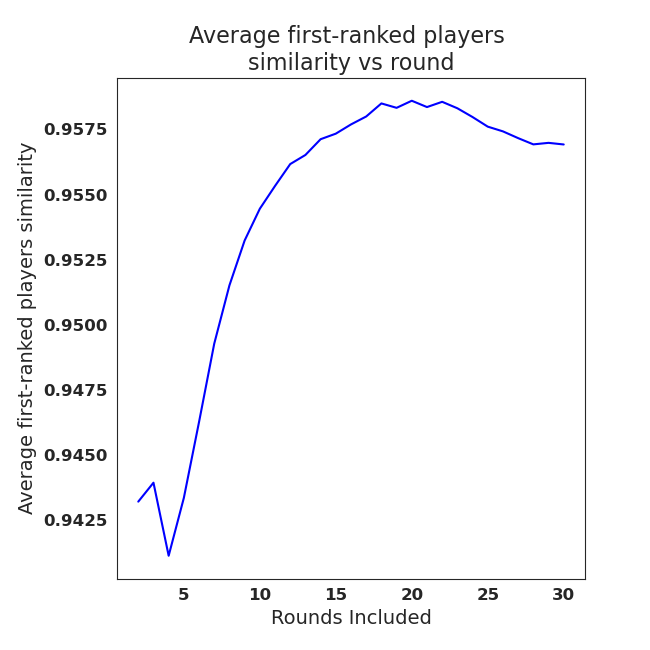 Average first-ranked players
similarity vs round
Average first-ranked players similarity
0.9575
0.9550
0.9525
0.9500
0.9475
0.9450
0.9425
5 10 15 20 25 30
Rounds Included